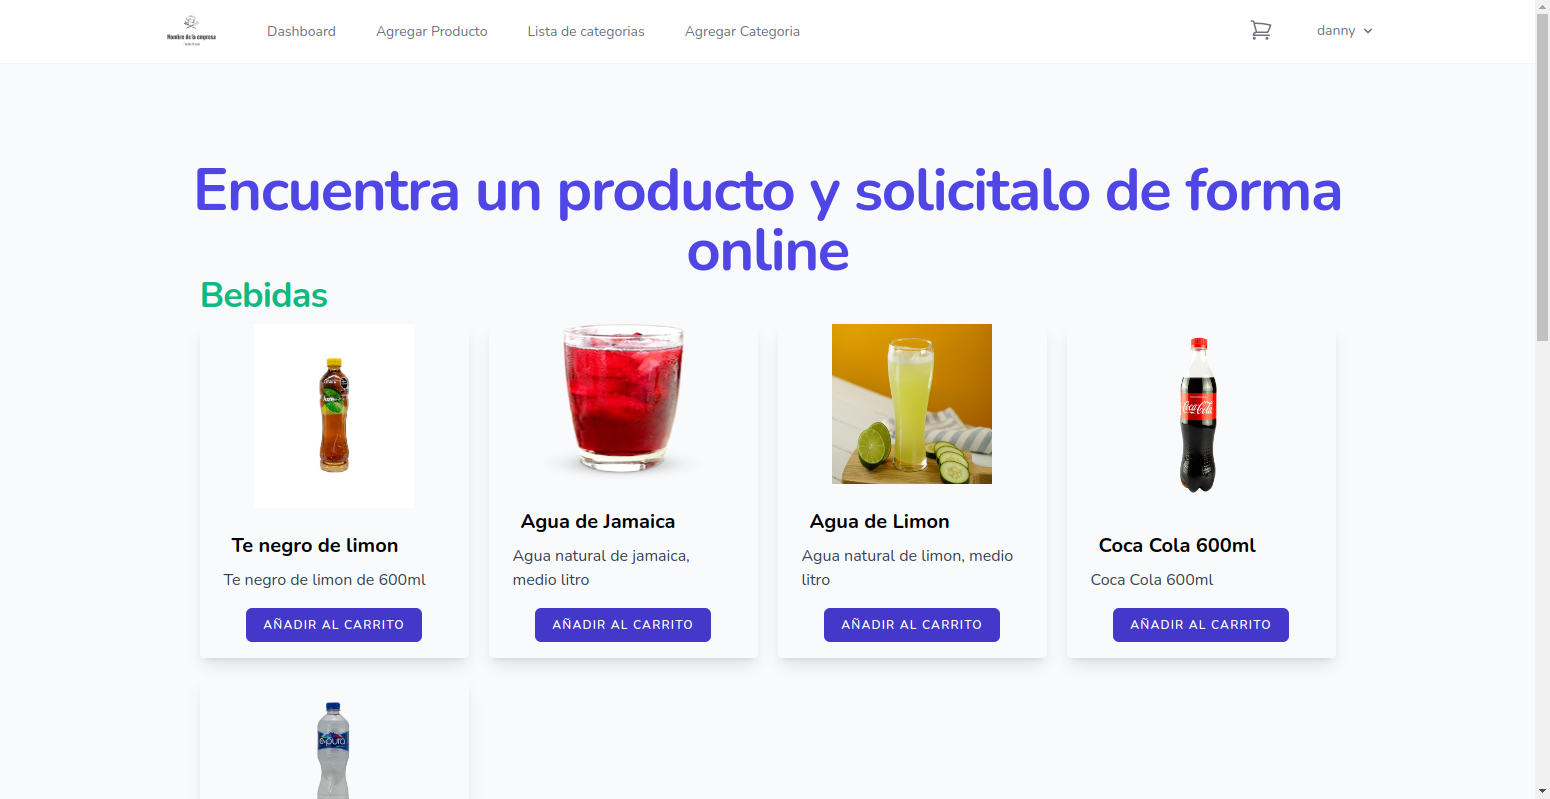 Nombre de la empresa
Dashboard
Agregar Producto
Lista de categorias
Agregar Categoria
danny
Encuentra un producto y solicitalo de forma
online
Bebidas
Coca-Cola
e-pura
Te negro de limon
Agua de Jamaica
Agua de Limon
Coca Cola 600ml
Te negro de limon de 600ml
Agua natural de jamaica,
medio litro
Agua natural de limon, medio
litro
Coca Cola 600ml
AÑADIR AL CARRITO
AÑADIR AL CARRITO
AÑADIR AL CARRITO
AÑADIR AL CARRITO